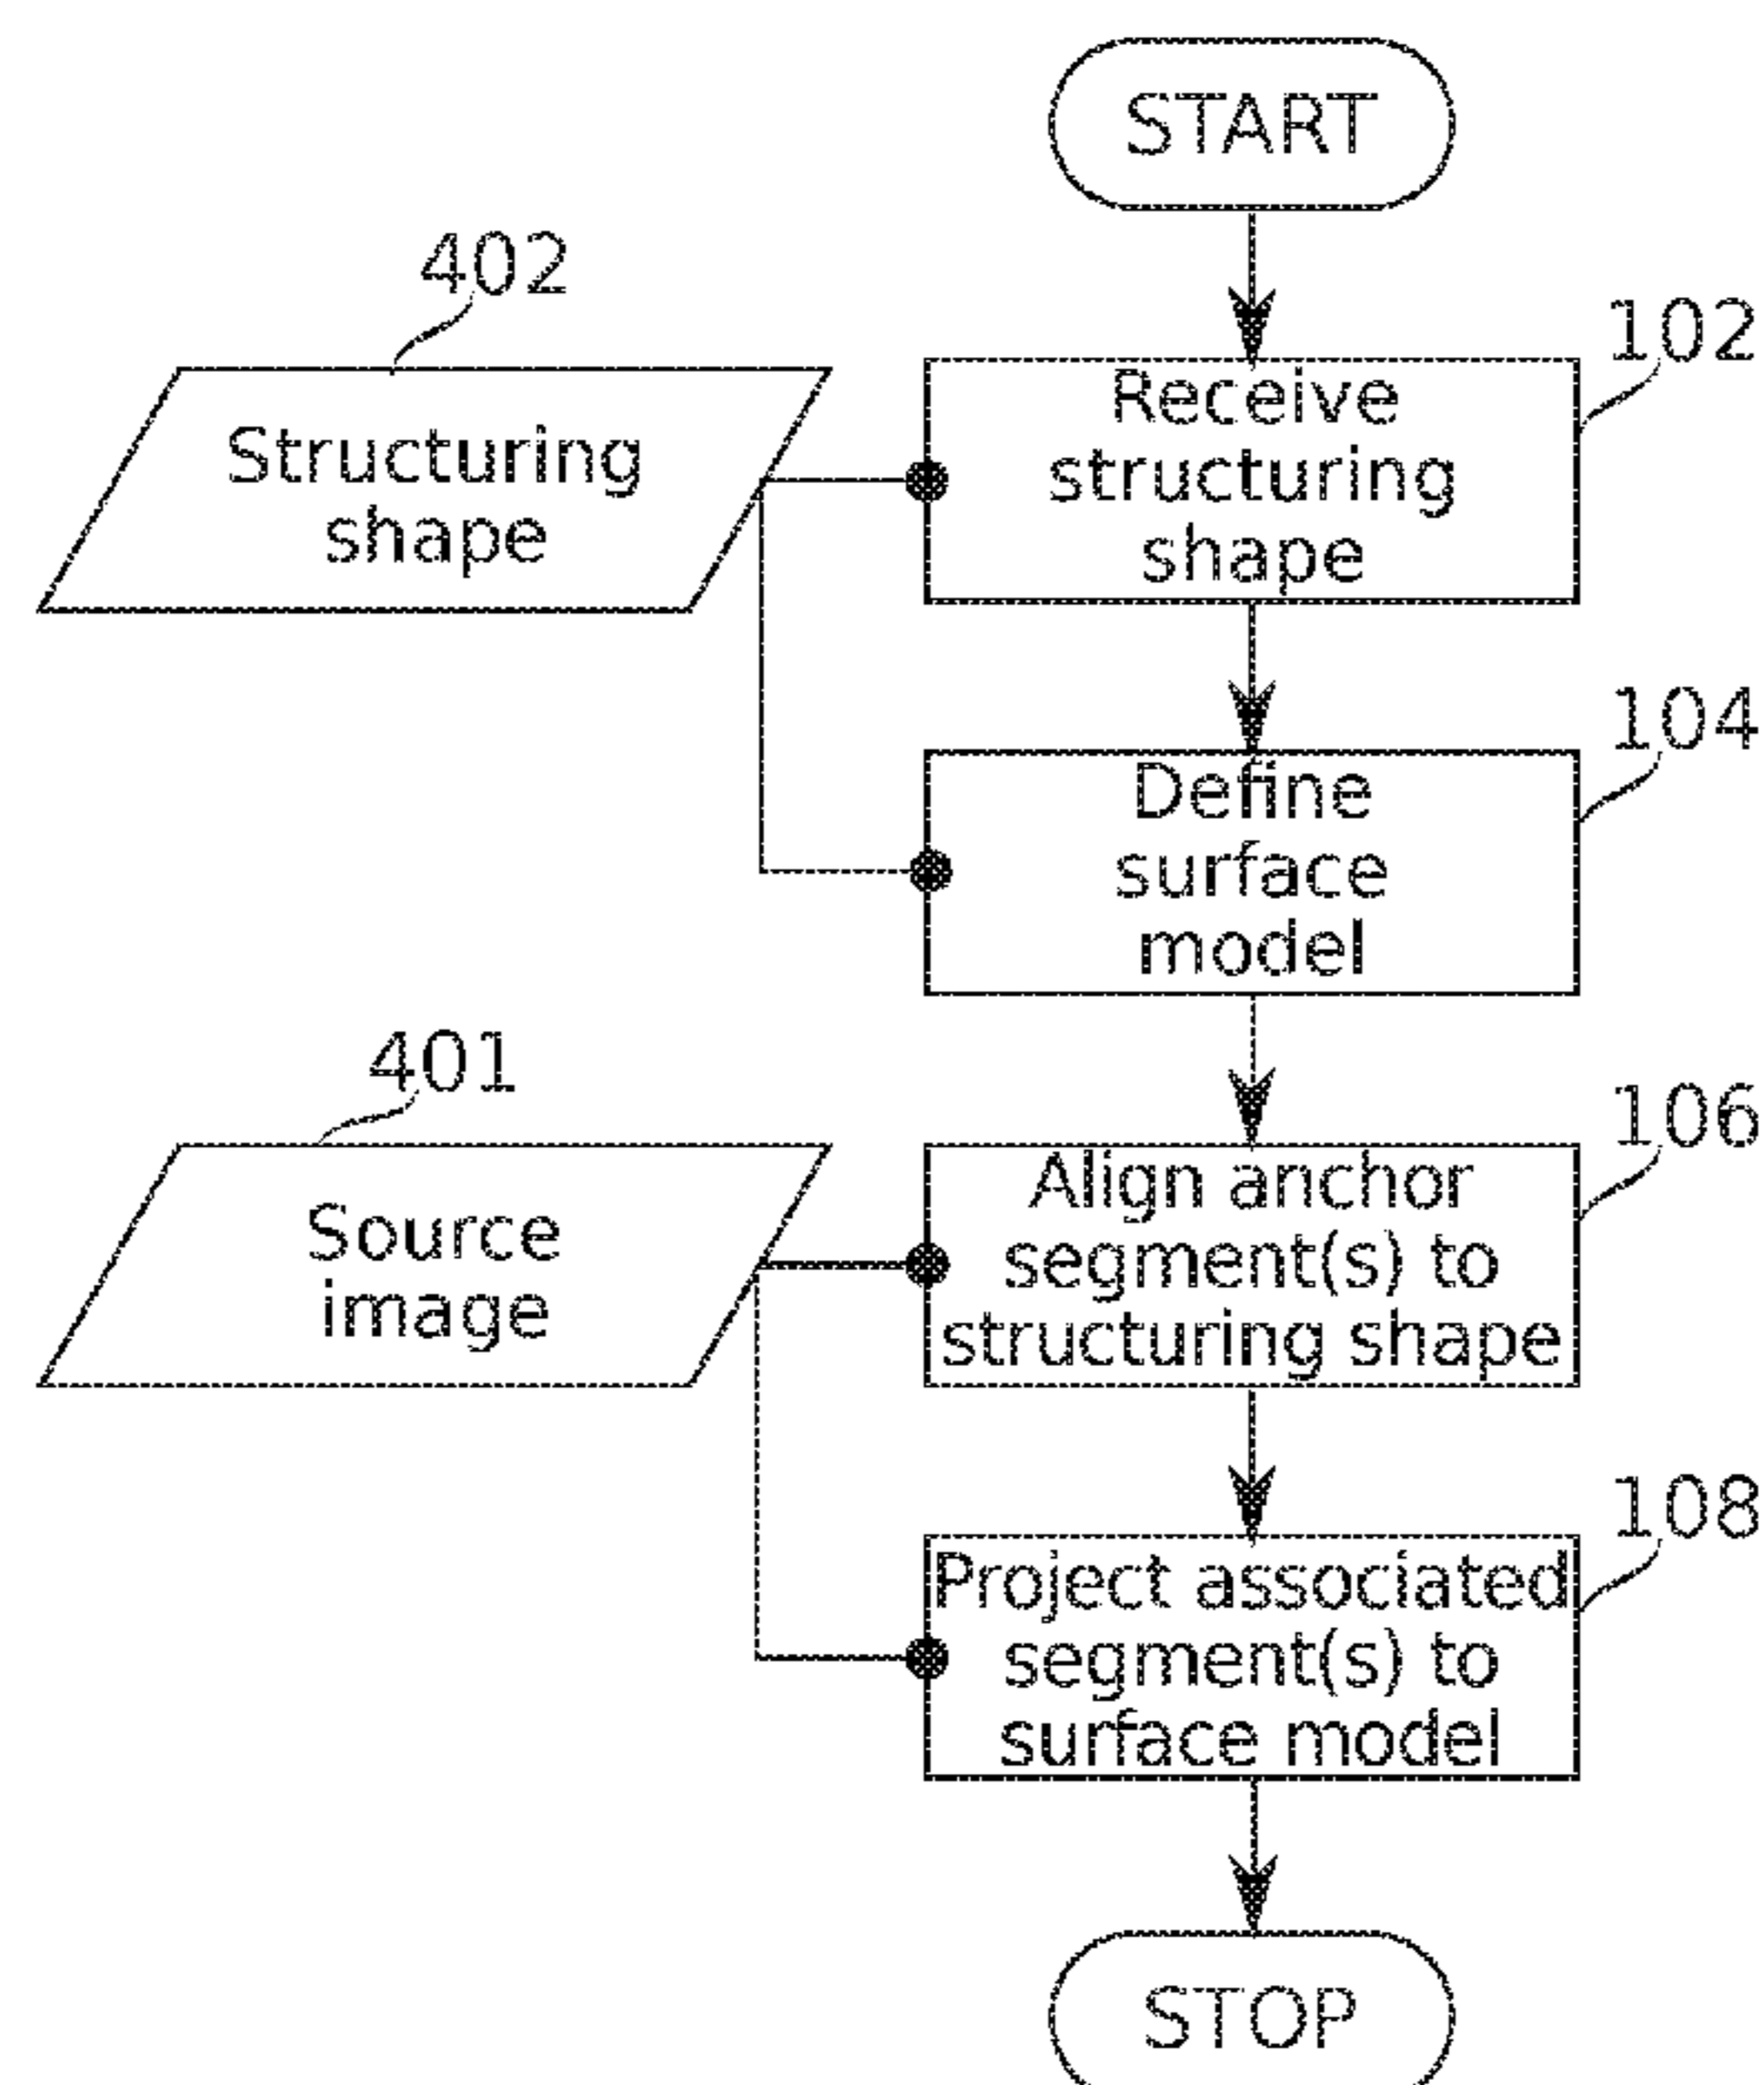 START
402
102
Structuring
shape
Receive
structuring
shape
104
Define
surface
model
401
106
Source
image
Align anchor
segment(s) to
structuring shape
108
Project associated
segment(s) to
surface model
STOP